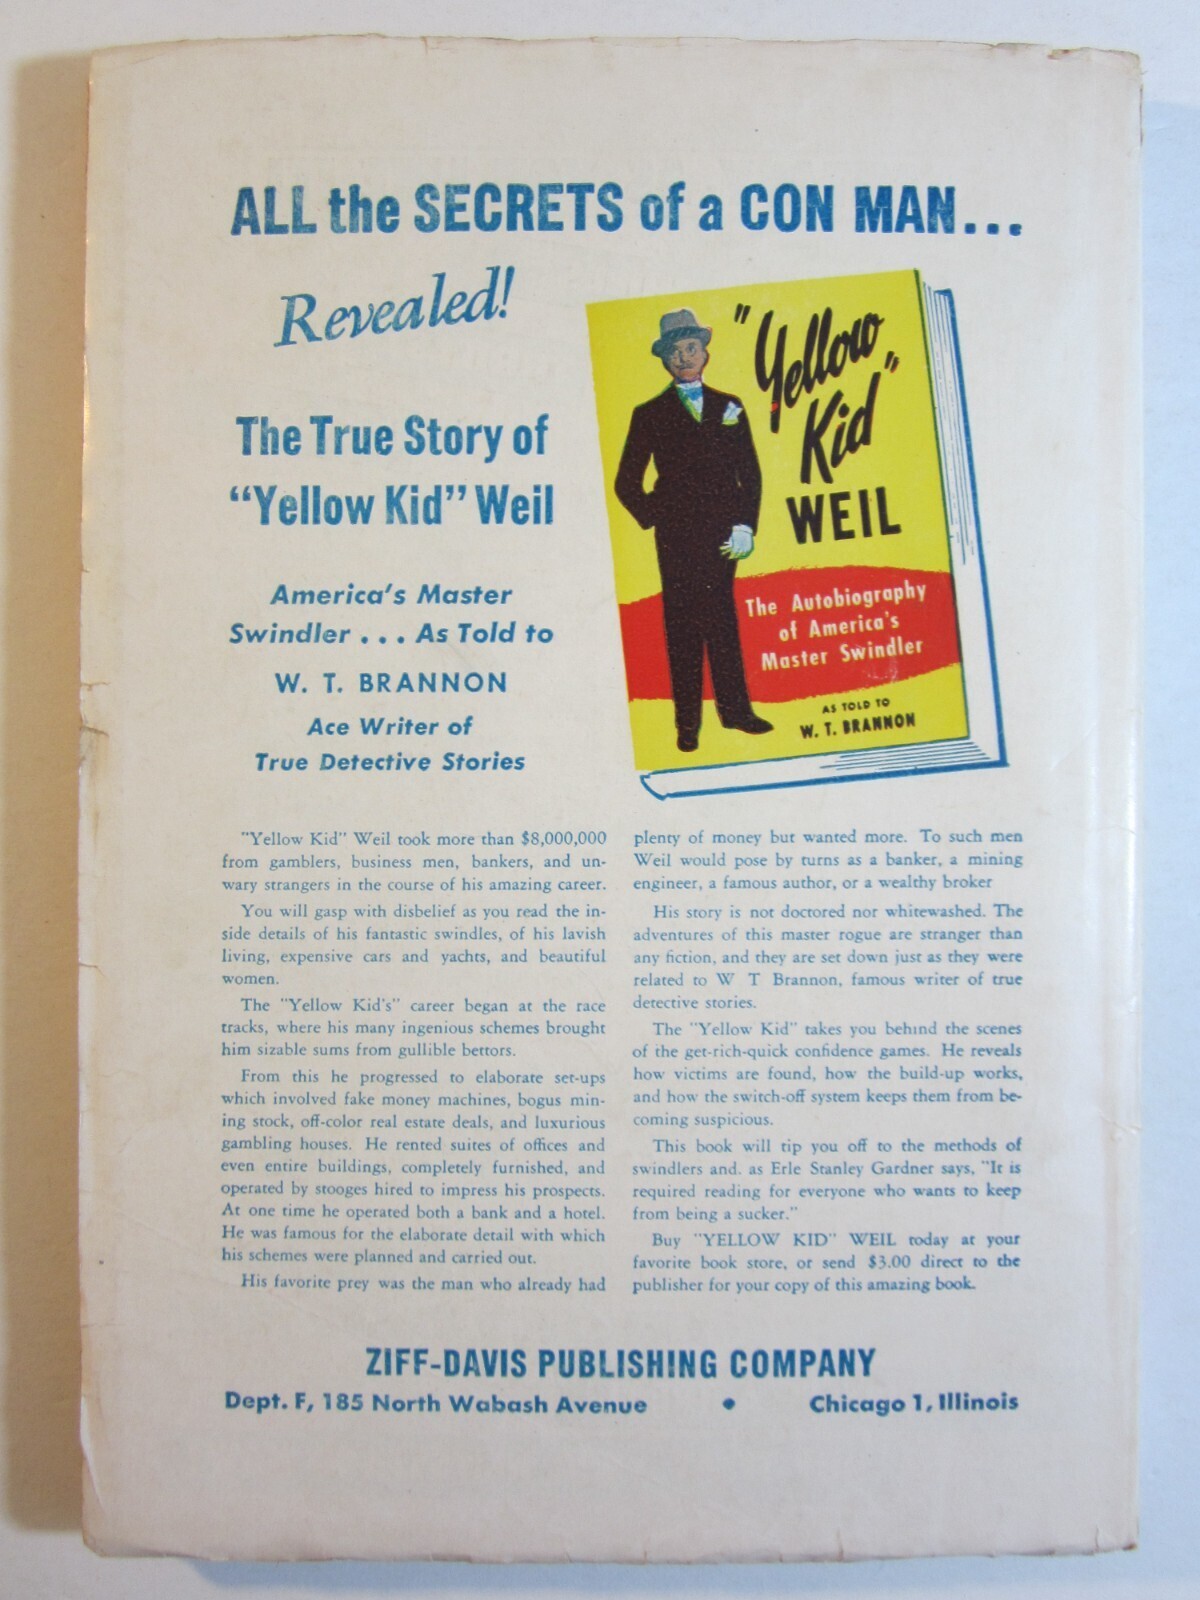 ALL the SECRETS of a CON MAN...
Revealed!
The True Story of
"Yellow Kid" Weil
America's Master
Swindler . . . As Told to
W. T. BRANNON
Ace Writer of
True Detective Stories
"Yellow
Kid"
WEIL
The Autobiography
of America's
Master Swindler
AS TOLD TO
W. T. BRANNON
"Yellow Kid" Weil took more than $8,000,000
from gamblers, business men, bankers, and un-
wary strangers in the course of his amazing career.
You will gasp with disbelief as you read the in-
side details of his fantastic swindles, of his lavish
living, expensive cars and yachts, and beautiful
women.
The "Yellow Kid's" career began at the race
tracks, where his many ingenious schemes brought
him sizable sums from gullible bettors.
From this he progressed to elaborate set-ups
which involved fake money machines, bogus min-
ing stock, off-color real estate deals, and luxurious
gambling houses. He rented suites of offices and
even entire buildings, completely furnished, and
operated by stooges hired to impress his prospects.
At one time he operated both a bank and a hotel.
He was famous for the elaborate detail with which
his schemes were planned and carried out.
His favorite prey was the man who already had
plenty of money but wanted more. To such men
Weil would pose by turns as a banker, a mining
engineer, a famous author, or a wealthy broker
His story is not doctored nor whitewashed. The
adventures of this master rogue are stranger than
any fiction, and they are set down just as they were
related to W T Brannon, famous writer of true
detective stories.
The "Yellow Kid" takes you behind the scenes
of the get-rich-quick confidence games. He reveals
how victims are found, how the build-up works,
and how the switch-off system keeps them from be-
coming suspicious.
This book will tip you off to the methods of
swindlers and. as Erle Stanley Gardner says, "It is
required reading for everyone who wants to keep
from being a sucker."
Buy "YELLOW KID" WEIL today at your
favorite book store, or send $3.00 direct to the
publisher for your copy of this amazing book.
ZIFF-DAVIS PUBLISHING COMPANY
Dept. F, 185 North Wabash Avenue • Chicago 1, Illinois